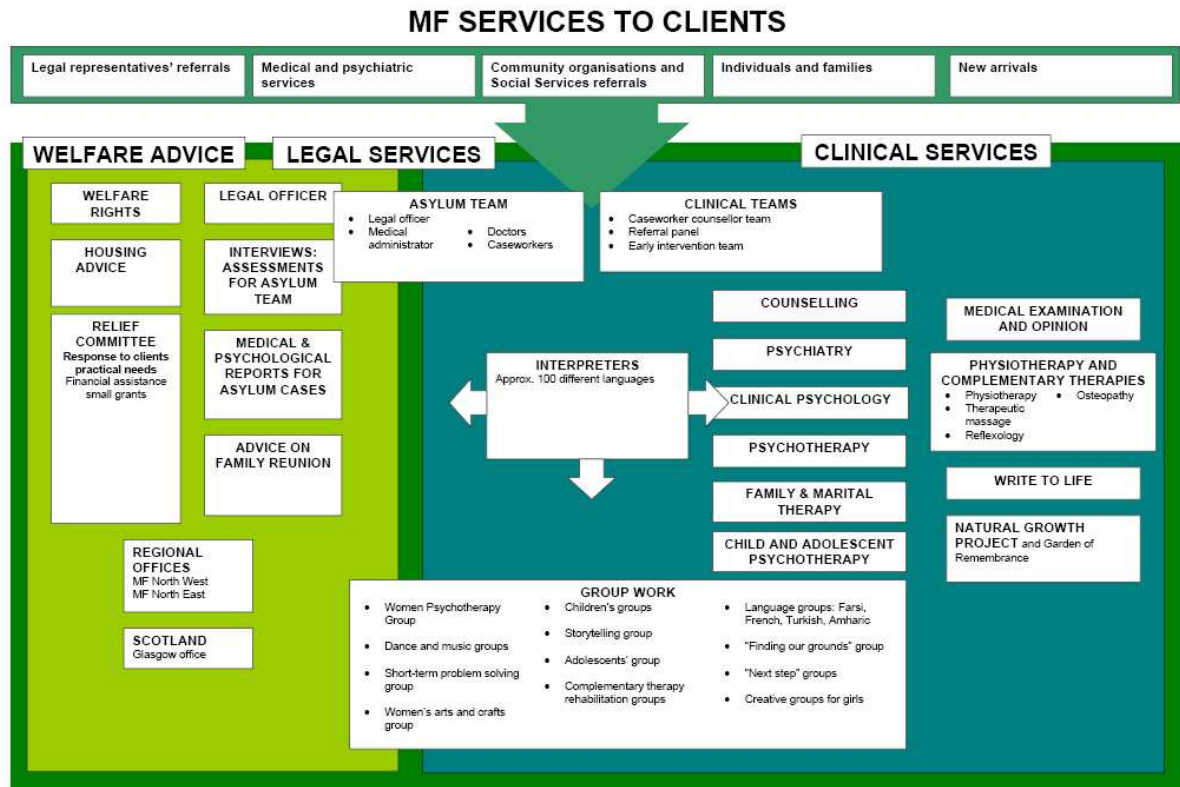 MF SERVICES TO CLIENTS
Legal representatives' referrals
Medical and psychiatric
services
Community organisations and
Social Services referrals
Individuals and families
New arrivals
WELFARE ADVICE
LEGAL SERVICES
CLINICAL SERVICES
WELFARE
RIGHTS
HOUSING
ADVICE
RELIEF
COMMITTEE
Response to clients
practical needs
Financial assistance
small grants
LEGAL OFFICER
INTERVIEWS:
ASSESSMENTS
FOR ASYLUM
TEAM
MEDICAL &
PSYCHOLOGICAL
REPORTS FOR
ASYLUM CASES
ADVICE ON
FAMILY REUNION
REGIONAL
OFFICES
MF North West
MF North East
SCOTLAND
Glasgow office
ASYLUM TEAM
• Legal officer
• Medical
administrator
• Doctors
• Caseworkers
CLINICAL TEAMS
• Caseworker counsellor team
• Referral panel
• Early intervention team
INTERPRETERS
Approx. 100 different languages
COUNSELLING
PSYCHIATRY
CLINICAL PSYCHOLOGY
PSYCHOTHERAPY
FAMILY & MARITAL
THERAPY
CHILD AND ADOLESCENT
PSYCHOTHERAPY
MEDICAL EXAMINATION
AND OPINION
PHYSIOTHERAPY AND
COMPLEMENTARY THERAPIES
• Physiotherapy
• Therapeutic
massage
• Reflexology
• Osteopathy
WRITE TO LIFE
NATURAL GROWTH
PROJECT and Garden of
Remembrance
GROUP WORK
• Women Psychotherapy
Group
• Dance and music groups
• Short-term problem solving
group
• Women's arts and crafts
group
• Children's groups
• Storytelling group
• Adolescents' group
• Complementary therapy
rehabilitation groups
• Language groups: Farsi,
French, Turkish, Amharic
• "Finding our grounds" group
• "Next step" groups
• Creative groups for girls